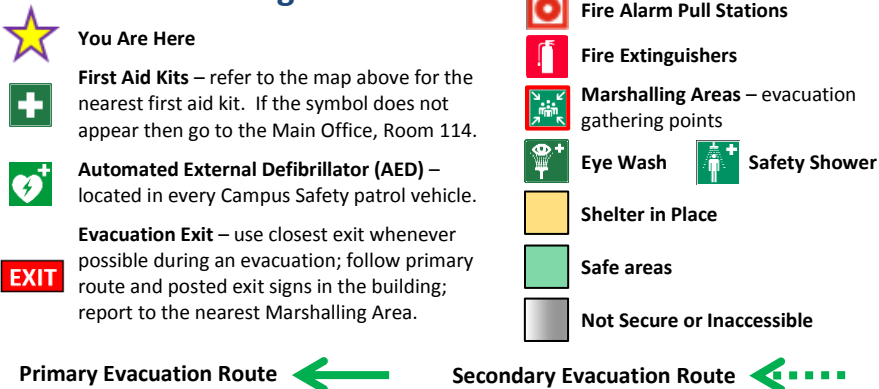 You Are Here
First Aid Kits – refer to the map above for the
nearest first aid kit.  If the symbol does not
appear then go to the Main Office, Room 114.
Automated External Defibrillator (AED) –
located in every Campus Safety patrol vehicle.
EXIT
Evacuation Exit – use closest exit whenever
possible during an evacuation; follow primary
route and posted exit signs in the building;
report to the nearest Marshalling Area.
Fire Alarm Pull Stations
Fire Extinguishers
Marshalling Areas – evacuation
gathering points
Eye Wash
Safety Shower
Shelter in Place
Safe areas
Not Secure or Inaccessible
Primary Evacuation Route
Secondary Evacuation Route